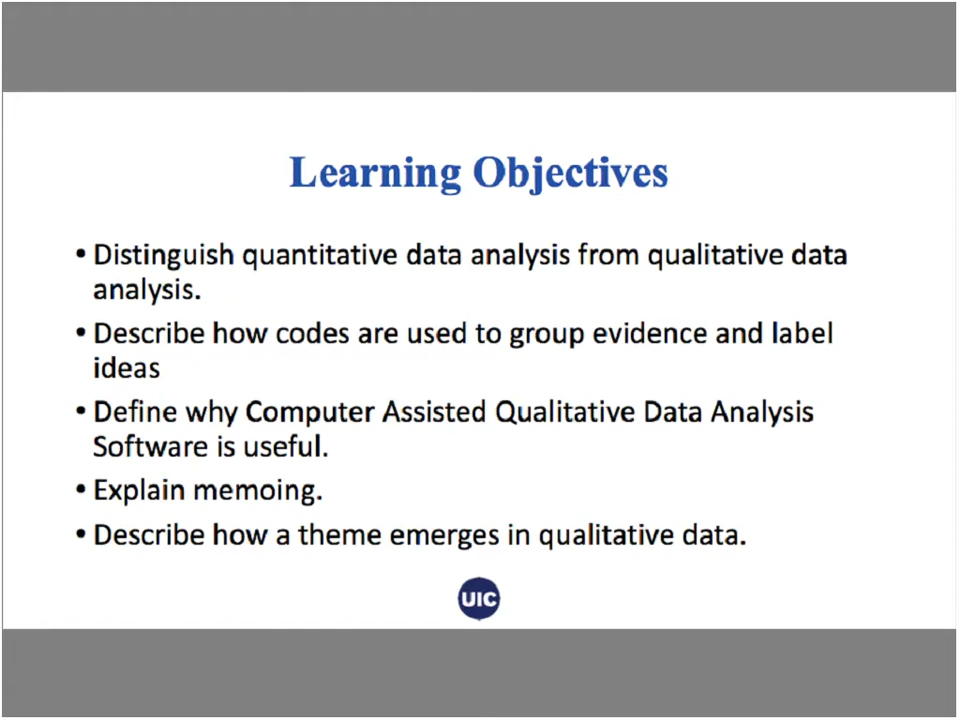 Learning Objectives
• Distinguish quantitative data analysis from qualitative data
analysis.
• Describe how codes are used to group evidence and label
ideas
• Define why Computer Assisted Qualitative Data Analysis
Software is useful.
• Explain memoing.
• Describe how a theme emerges in qualitative data.
UIC